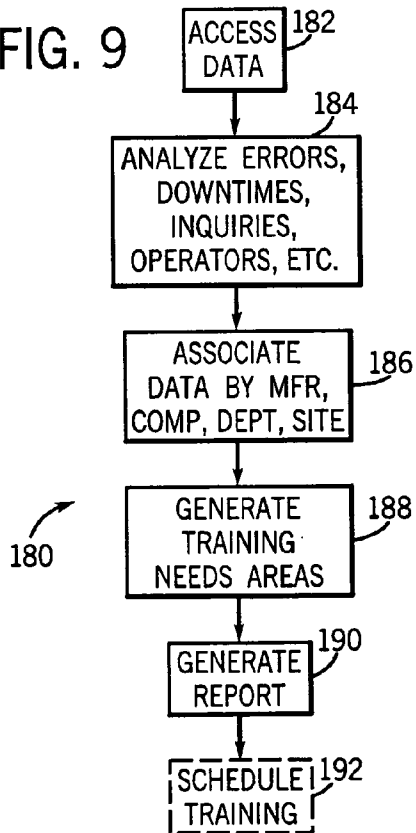 FIG. 9
ACCESS
DATA
182
184
ANALYZE ERRORS,
DOWNTIMES,
INQUIRIES,
OPERATORS, ETC.
ASSOCIATE
DATA BY MFR,
COMP, DEPT, SITE
186
GENERATE
TRAINING
NEEDS AREAS
188
180
GENERATE
REPORT
190
SCHEDULE
TRAINING
192